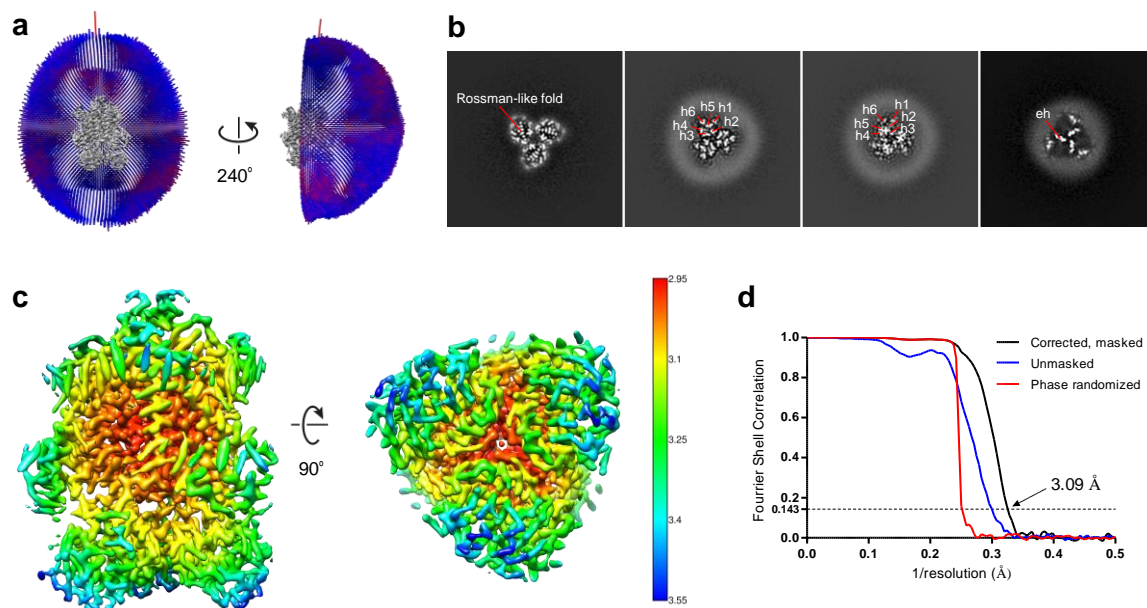 a
240°
b
Rossman-like fold
h6 h5 h1
h4 h2
h3
h6 h1
h5 h2
h4 h3
eh
c
90°
2.95
3.1
3.25
3.4
3.55
d
Fourrier Shell Correlation
1.0
0.8
0.6
0.4
0.2
0.143
0.0
0.0 0.1 0.2 0.3 0.4 0.5
1/resolution (Å)
Corrected, masked
Unmasked
Phase randomized
3.09 Å